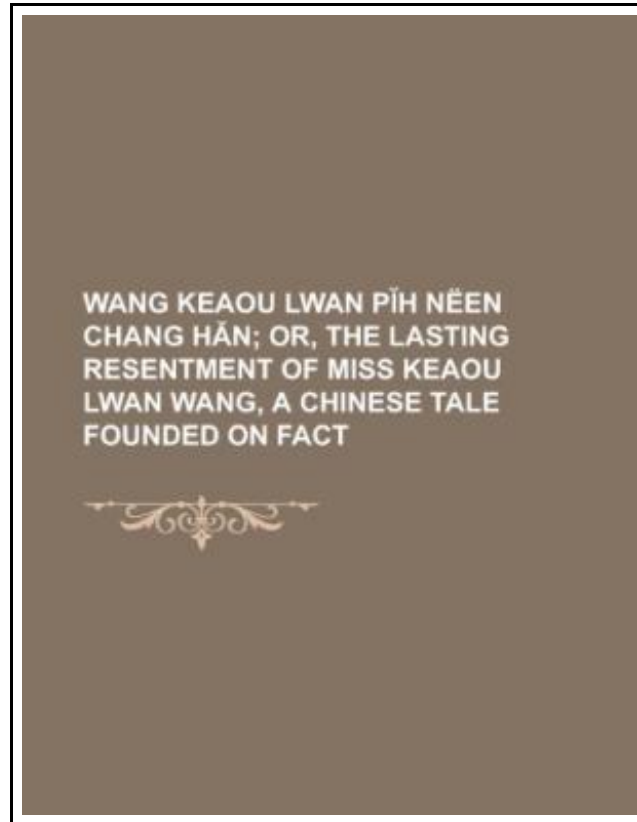 WANG KEAOU LWAN PĬH NËEN
CHANG HĂN; OR, THE LASTING
RESENTMENT OF MISS KEAOU
LWAN WANG, A CHINESE TALE
FOUNDED ON FACT